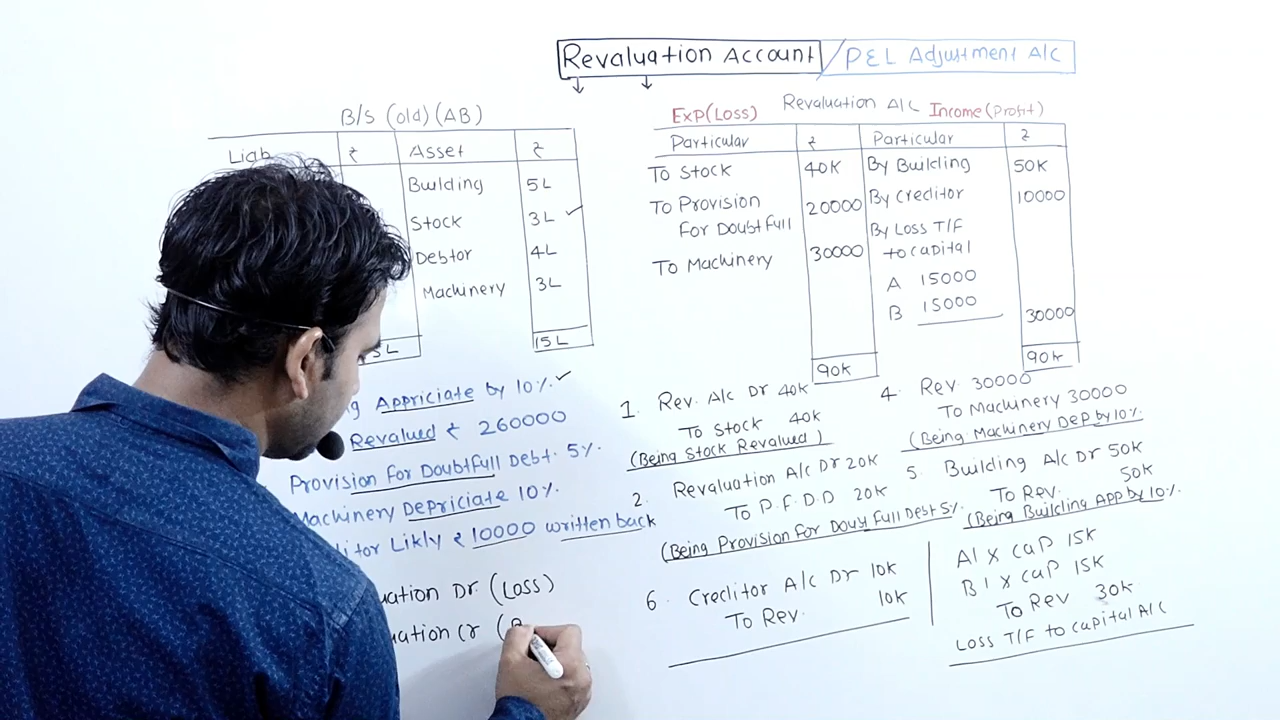 Revaluation Account / P&L Adjustment A/c
B/S (old) (AB)
Liab ₹ Asset ₹
Building 5L
Stock 3L ✓
Debtor 4L
Machinery 3L
15L
Appriciate by 10%. ✓
Revalued ₹ 260000
Provision for Doubtfull Debt. 5%.
Machinery Depriciate 10%.
Likly ₹ 10000 written back
Dr. (Loss)
Cr (
Exp(Loss) Revaluation A/c Income(Profit)
Particular ₹ Particular ₹
To Stock 40K By Building 50K
To Provision 20000 By Creditor 10000
For Doubtfull By Loss T/F
To Machinery 30000 to capital
A 15000
B 15000
30000
90K 90K
1. Rev. A/c Dr 40K
To Stock 40K
(Being Stock Revalued)
2. Revaluation A/c Dr 20K
To P.F.D.D 20K
(Being Provision For Doubt Full Debt 5%.
4. Rev. 30000
To Machinery 30000
(Being Machinery Dep by 10%.
5. Building A/c Dr 50K
To Rev. 50K
(Being Building App by 10%.
6. Creditor A/c Dr 10K
To Rev. 10K
A1 x cap 15K
B1 x cap 15K
To Rev 30K
Loss T/F to capital A/c